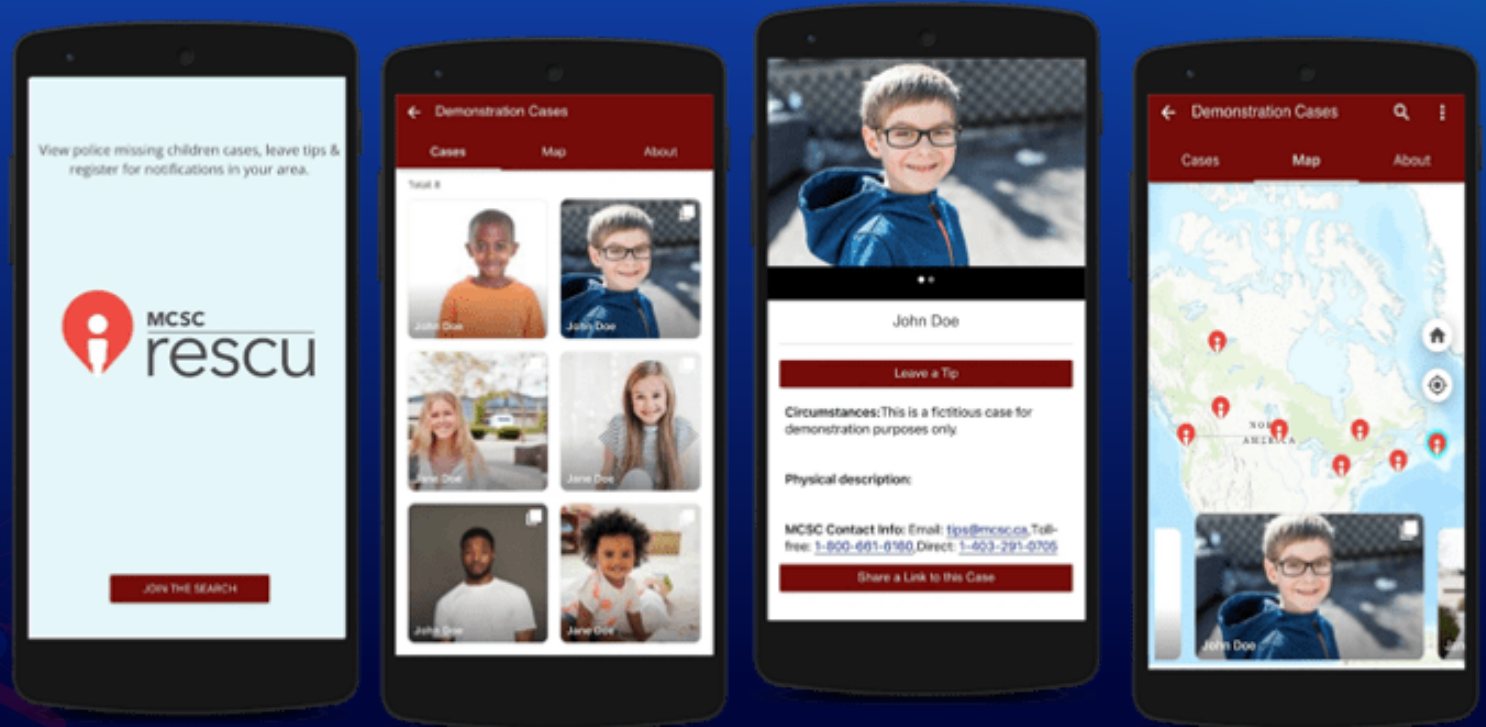 View police missing children cases, leave tips &
register for notifications in your area.
MCSC
rescu
JOIN THE SEARCH
Demonstration Cases
Cases Map About
Total: 8
John Doe John Doe
Jane Doe Jane Doe
John Doe Jane Doe
John Doe
Leave a Tip
Circumstances:This is a fictitious case for
demonstration purposes only.
Physical description:
MCSC Contact Info: Email: tips@mcsc.ca,Toll-
free: 1-800-661-6160,Direct: 1-403-291-0705
Share a Link to this Case
Demonstration Cases
Cases Map About
NORTH
AMERICA
John Doe